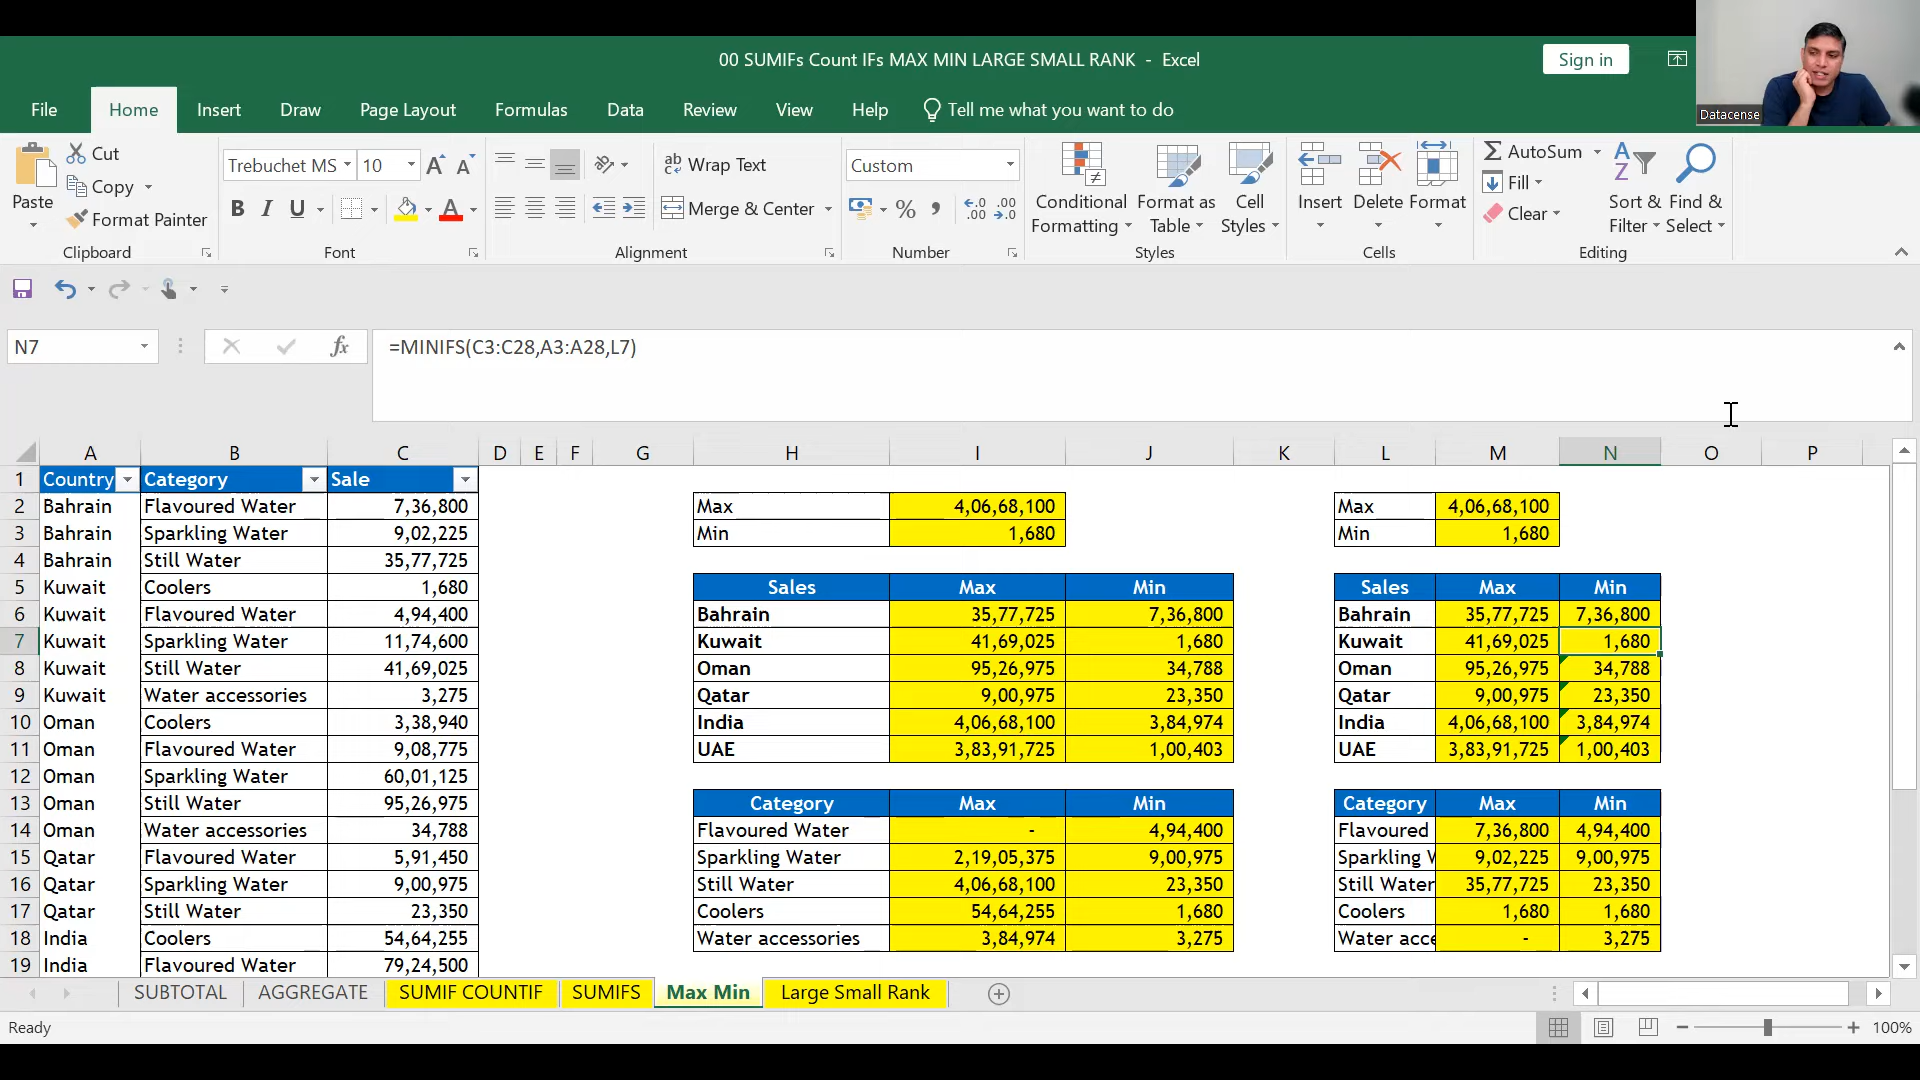 00 SUMIFs Count IFs MAX MIN LARGE SMALL RANK - Excel
Sign in
Datacense
File Home Insert Draw Page Layout Formulas Data Review View Help Tell me what you want to do
Paste
Cut
Copy
Format Painter
Clipboard
Trebuchet MS 10
Font
Wrap Text
Merge & Center
Alignment
Custom
Number
Conditional Formatting
Format as Table
Cell Styles
Styles
Insert Delete Format
Cells
AutoSum
Fill
Clear
Sort & Filter
Find & Select
Editing
N7 fx =MINIFS(C3:C28,A3:A28,L7)
A B C D E F G H I J K L M N O P
1 Country Category Sale
2 Bahrain Flavoured Water 7,36,800 Max 4,06,68,100 Max 4,06,68,100
3 Bahrain Sparkling Water 9,02,225 Min 1,680 Min 1,680
4 Bahrain Still Water 35,77,725
5 Kuwait Coolers 1,680 Sales Max Min Sales Max Min
6 Kuwait Flavoured Water 4,94,400 Bahrain 35,77,725 7,36,800 Bahrain 35,77,725 7,36,800
7 Kuwait Sparkling Water 11,74,600 Kuwait 41,69,025 1,680 Kuwait 41,69,025 1,680
8 Kuwait Still Water 41,69,025 Oman 95,26,975 34,788 Oman 95,26,975 34,788
9 Kuwait Water accessories 3,275 Qatar 9,00,975 23,350 Qatar 9,00,975 23,350
10 Oman Coolers 3,38,940 India 4,06,68,100 3,84,974 India 4,06,68,100 3,84,974
11 Oman Flavoured Water 9,08,775 UAE 3,83,91,725 1,00,403 UAE 3,83,91,725 1,00,403
12 Oman Sparkling Water 60,01,125
13 Oman Still Water 95,26,975 Category Max Min Category Max Min
14 Oman Water accessories 34,788 Flavoured Water - 4,94,400 Flavoured 7,36,800 4,94,400
15 Qatar Flavoured Water 5,91,450 Sparkling Water 2,19,05,375 9,00,975 Sparkling W 9,02,225 9,00,975
16 Qatar Sparkling Water 9,00,975 Still Water 4,06,68,100 23,350 Still Water 35,77,725 23,350
17 Qatar Still Water 23,350 Coolers 54,64,255 1,680 Coolers 1,680 1,680
18 India Coolers 54,64,255 Water accessories 3,84,974 3,275 Water acce - 3,275
19 India Flavoured Water 79,24,500
SUBTOTAL AGGREGATE SUMIF COUNTIF SUMIFS Max Min Large Small Rank
Ready 100%